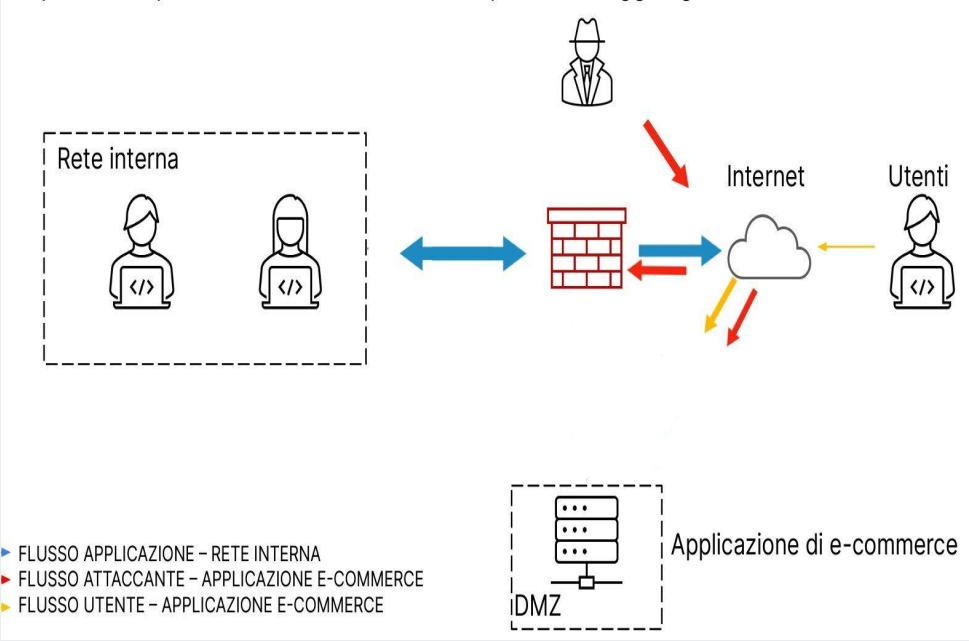 Rete interna
Internet
Utenti
Applicazione di e-commerce
DMZ
FLUSSO APPLICAZIONE – RETE INTERNA
FLUSSO ATTACCANTE – APPLICAZIONE E-COMMERCE
FLUSSO UTENTE – APPLICAZIONE E-COMMERCE